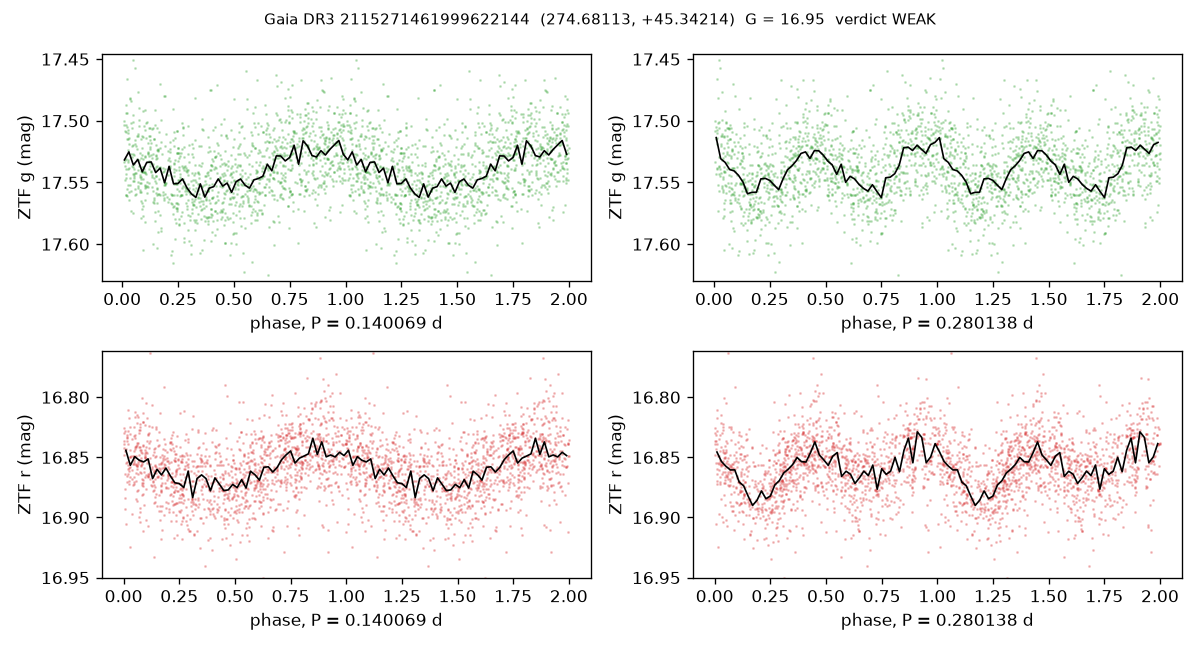 Gaia DR3 2115271461999622144 (274.68113, +45.34214) G = 16.95 verdict WEAK
17.45
17.50
17.55
17.60
ZTF g (mag)
0.00 0.25 0.50 0.75 1.00 1.25 1.50 1.75 2.00
phase, P = 0.140069 d
17.45
17.50
17.55
17.60
ZTF g (mag)
0.00 0.25 0.50 0.75 1.00 1.25 1.50 1.75 2.00
phase, P = 0.280138 d
16.80
16.85
16.90
16.95
ZTF r (mag)
0.00 0.25 0.50 0.75 1.00 1.25 1.50 1.75 2.00
phase, P = 0.140069 d
16.80
16.85
16.90
16.95
ZTF r (mag)
0.00 0.25 0.50 0.75 1.00 1.25 1.50 1.75 2.00
phase, P = 0.280138 d